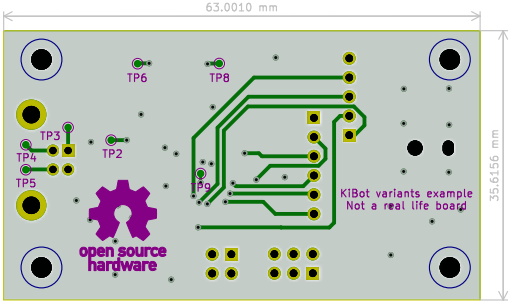 63.0010 mm
TP6
TP8
TP3
TP2
TP4
TP5
TP9
35.6156 mm
KiBot variants example
Not a real life board
open source
hardware